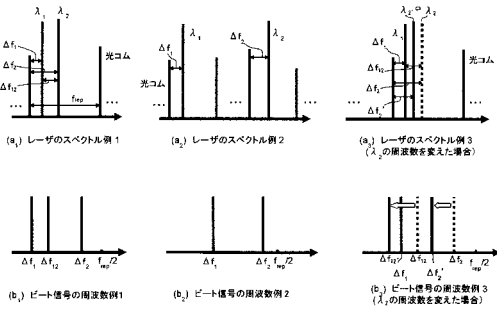 λ₁ λ₂
Δf₁
Δf₂
Δf₁₂
光コム
f_rep
… …
(a₁) レーザのスペクトル例 1
Δf₁ λ₁ Δf₂ λ₂
光コム
… …
(a₂) レーザのスペクトル例 2
λ₂' ⇦ λ₂
λ₁
Δf₁
Δf₁₂
Δf₂
Δf₂'
光コム
… …
(a₃) レーザのスペクトル例 3
(λ₂の周波数を変えた場合)
Δf₁ Δf₁₂ Δf₂ f_rep/2
(b₁) ビート信号の周波数例1
Δf₁ Δf₂ f_rep/2
(b₂) ビート信号の周波数例 2
Δf₁₂' Δf₁₂ Δf₂ f_rep/2
Δf₁ Δf₂'
(b₃) ビート信号の周波数例 3
(λ₂の周波数を変えた場合)